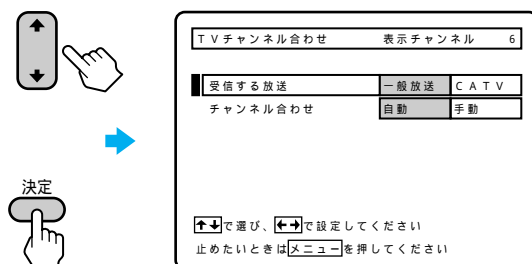 TVチャンネル合わせ 表示チャンネル 6
受信する放送 一般放送 CATV
チャンネル合わせ 自動 手動
決定
↑↓で選び、←→で設定してください
止めたいときはメニューを押してください